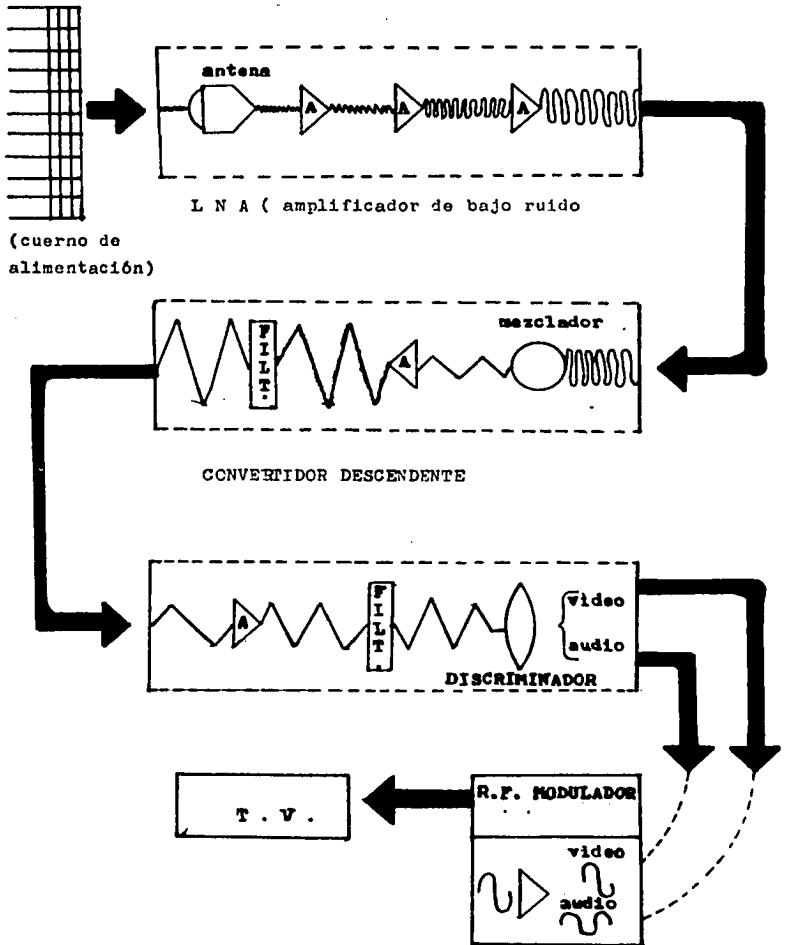 antena
A
A
A
L N A ( amplificador de bajo ruido
(cuerno de
alimentación)
mezclador
FILT.
A
CONVERTIDOR DESCENDENTE
A
FILT.
video
audio
DISCRIMINADOR
T . V .
R.F. MODULADOR
video
audio